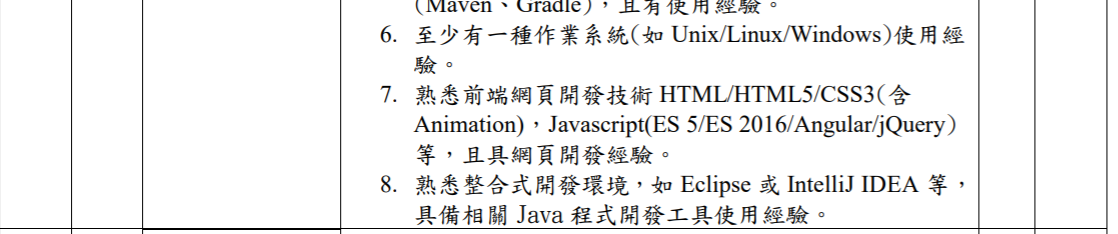 （Maven、Gradle），且有使用經驗。
6. 至少有一種作業系統(如 Unix/Linux/Windows)使用經
驗。
7. 熟悉前端網頁開發技術 HTML/HTML5/CSS3(含
Animation)，Javascript(ES 5/ES 2016/Angular/jQuery)
等，且具網頁開發經驗。
8. 熟悉整合式開發環境，如 Eclipse 或 IntelliJ IDEA 等，
具備相關 Java 程式開發工具使用經驗。